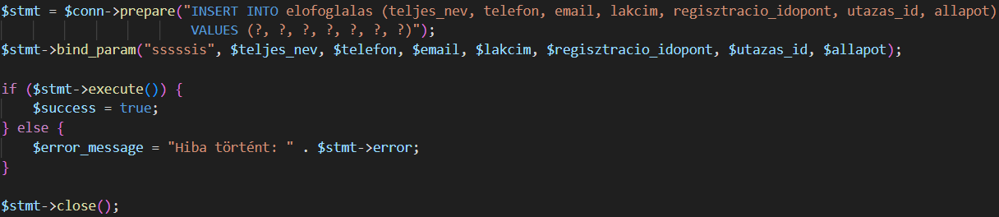 $stmt = $conn->prepare("INSERT INTO elofoglalas (teljes_nev, telefon, email, lakcim, regisztracio_idopont, utazas_id, allapot)
VALUES (?, ?, ?, ?, ?, ?, ?)");
$stmt->bind_param("sssssis", $teljes_nev, $telefon, $email, $lakcim, $regisztracio_idopont, $utazas_id, $allapot);
if ($stmt->execute()) {
$success = true;
} else {
$error_message = "Hiba történt: " . $stmt->error;
}
$stmt->close();